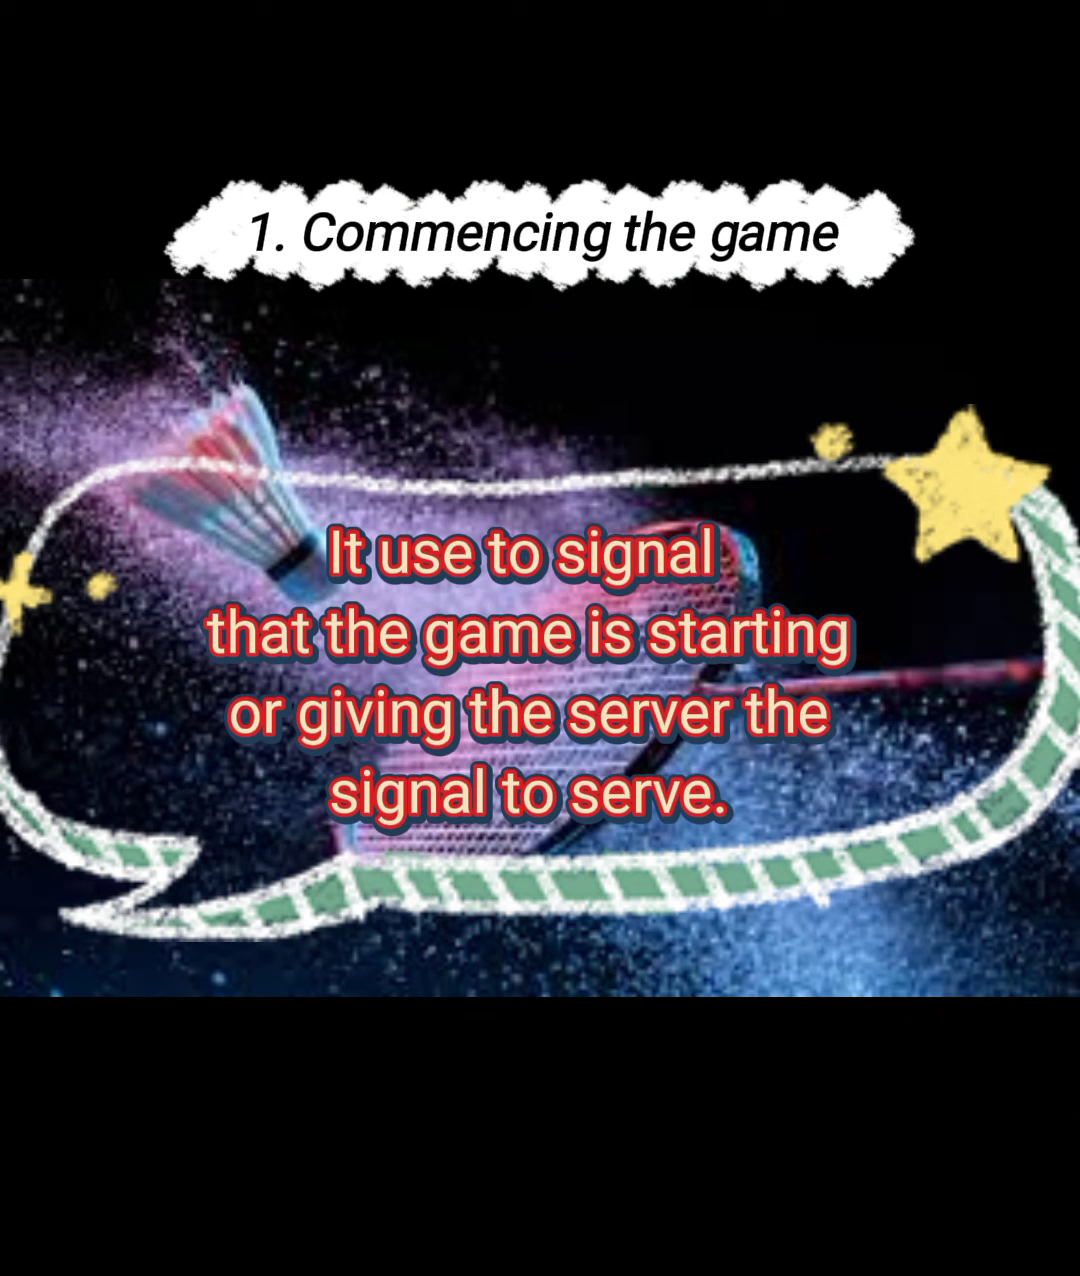 1. Commencing the game
It use to signal
that the game is starting
or giving the server the
signal to serve.